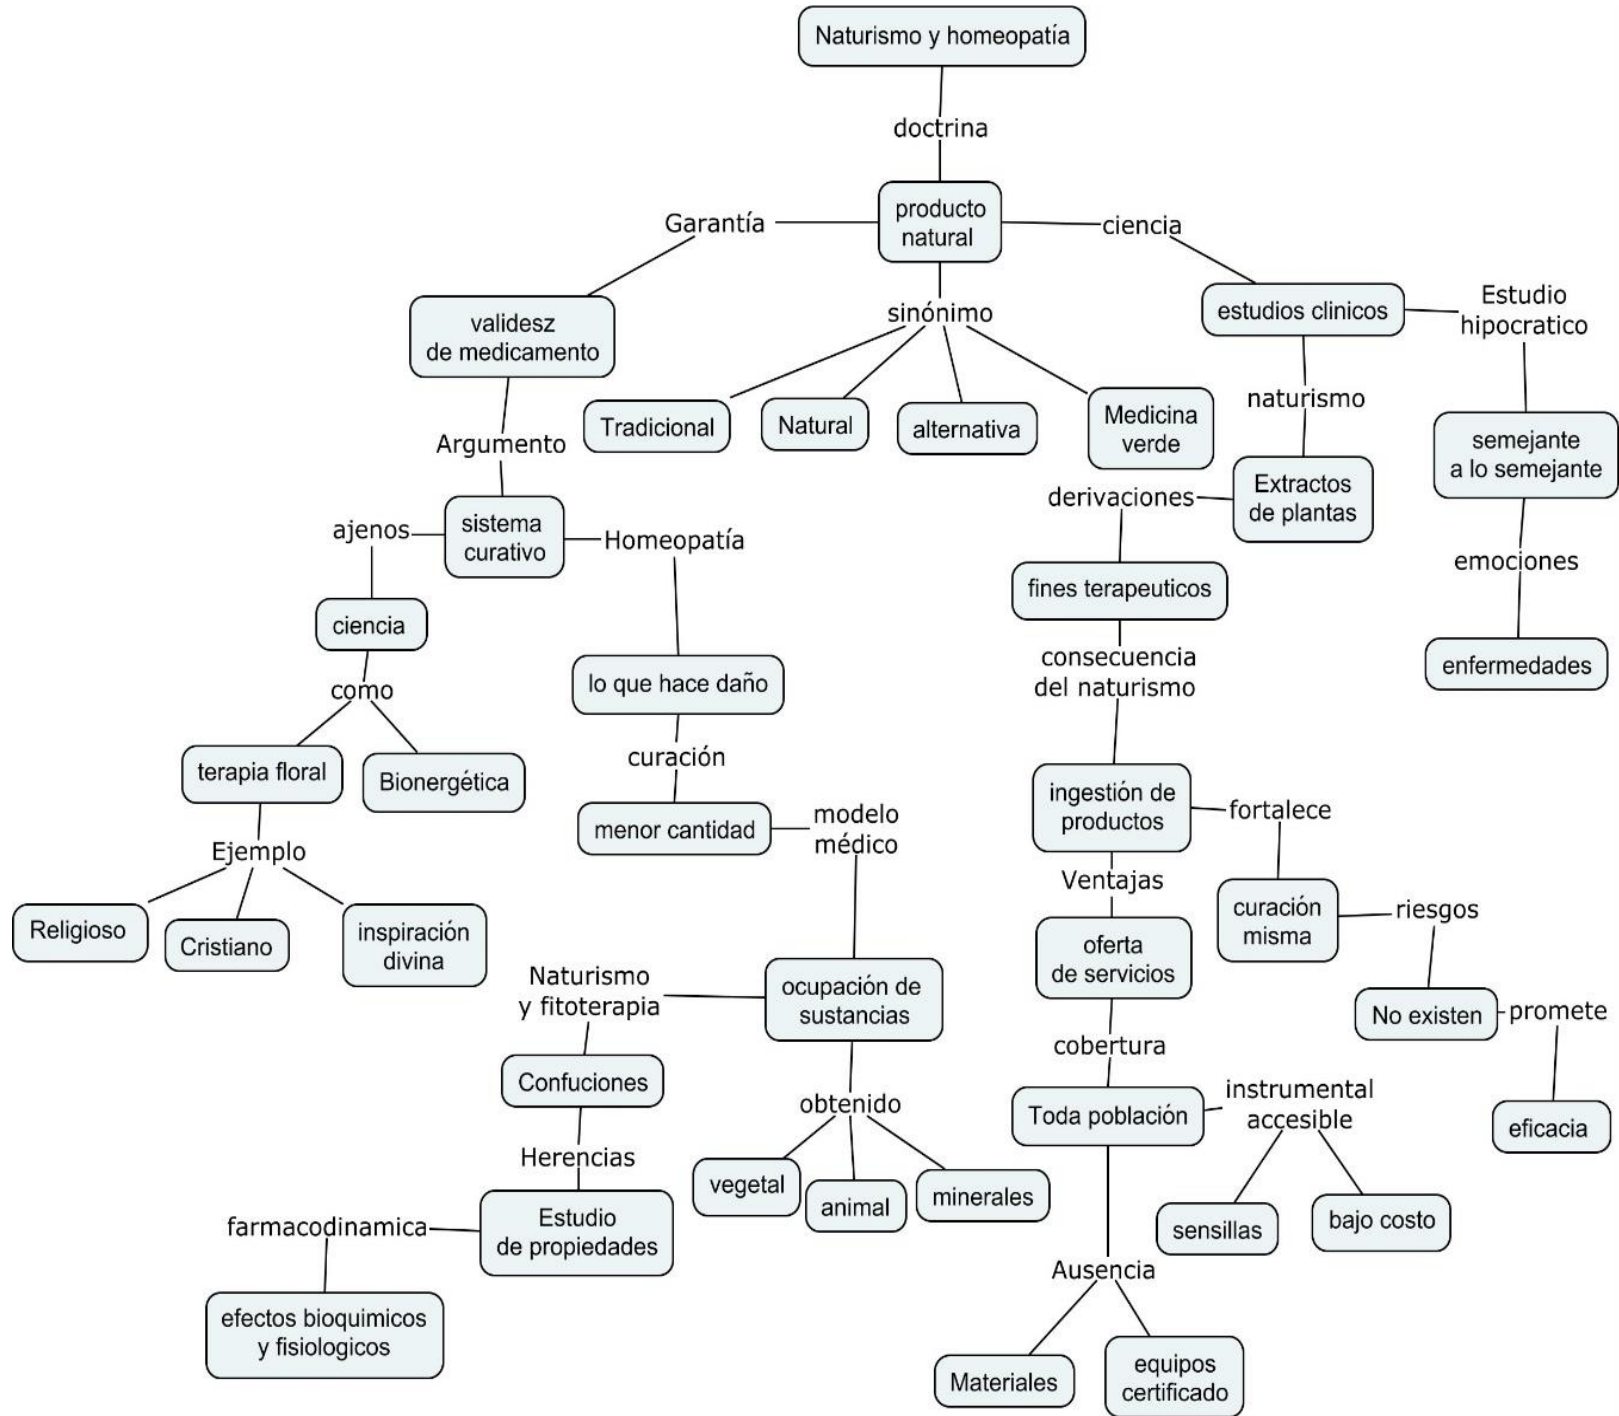 Naturismo y homeopatía
doctrina
producto
natural
Garantía
ciencia
validesz
de medicamento
sinónimo
estudios clinicos
Estudio
hipocratico
Tradicional
Natural
alternativa
Medicina
verde
naturismo
semejante
a lo semejante
Argumento
derivaciones
Extractos
de plantas
ajenos
sistema
curativo
Homeopatía
emociones
fines terapeuticos
ciencia
enfermedades
consecuencia
del naturismo
lo que hace daño
como
terapia floral
Bionergética
curación
ingestión de
productos
fortalece
menor cantidad
modelo
médico
Ejemplo
Ventajas
curación
misma
riesgos
Religioso
Cristiano
inspiración
divina
oferta
de servicios
Naturismo
y fitoterapia
ocupación de
sustancias
No existen
promete
cobertura
Confuciones
obtenido
Toda población
instrumental
accesible
eficacia
Herencias
vegetal
animal
minerales
sensillas
bajo costo
farmacodinamica
Estudio
de propiedades
Ausencia
efectos bioquimicos
y fisiologicos
Materiales
equipos
certificado